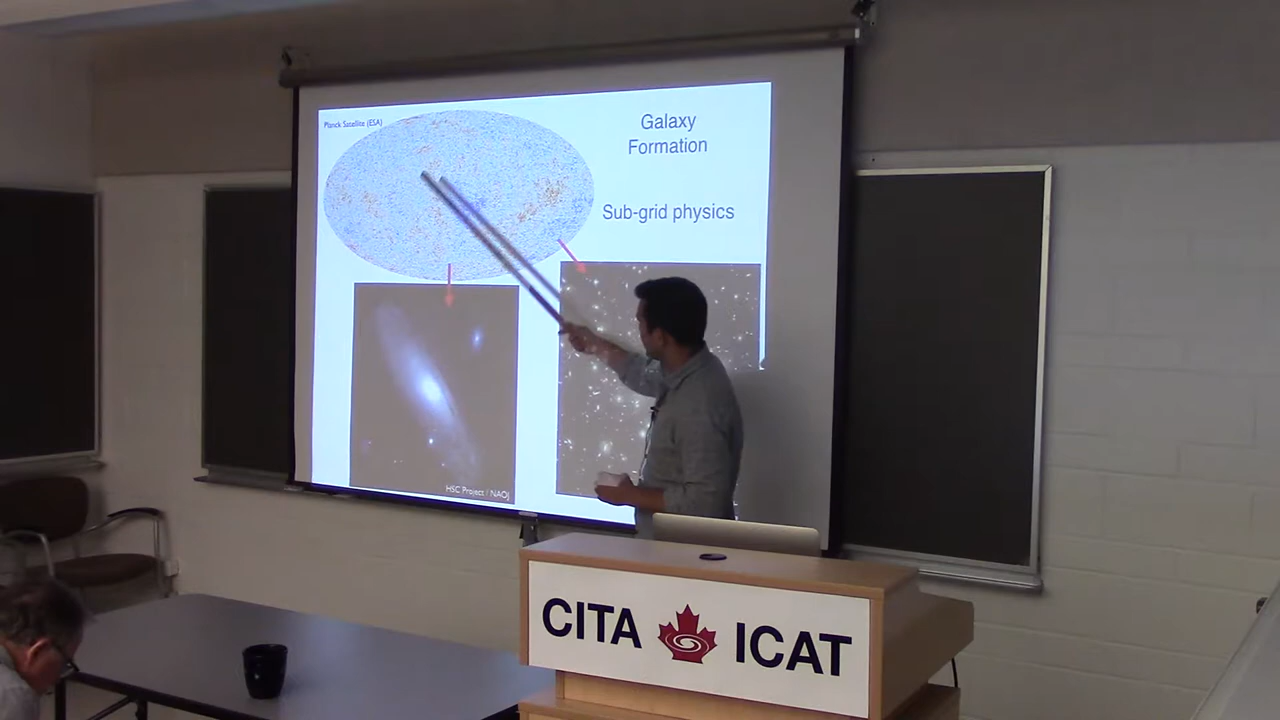 Planck Satellite (ESA)
Galaxy
Formation
Sub-grid physics
HSC Project / NAOJ
CITA ICAT